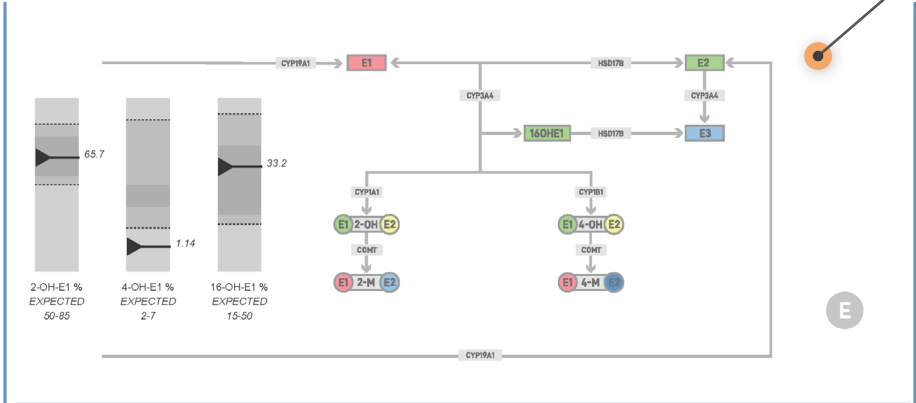 CYP19A1
E1
HSD17B
E2
CYP3A4
CYP3A4
16OHE1
HSD17B
E3
65.7
1.14
33.2
CYP1A1
CYP1B1
E1 2-OH E2
E1 4-OH E2
COMT
COMT
E1 2-M E2
E1 4-M E2
2-OH-E1 %
EXPECTED
50-85
4-OH-E1 %
EXPECTED
2-7
16-OH-E1 %
EXPECTED
15-50
E
CYP19A1